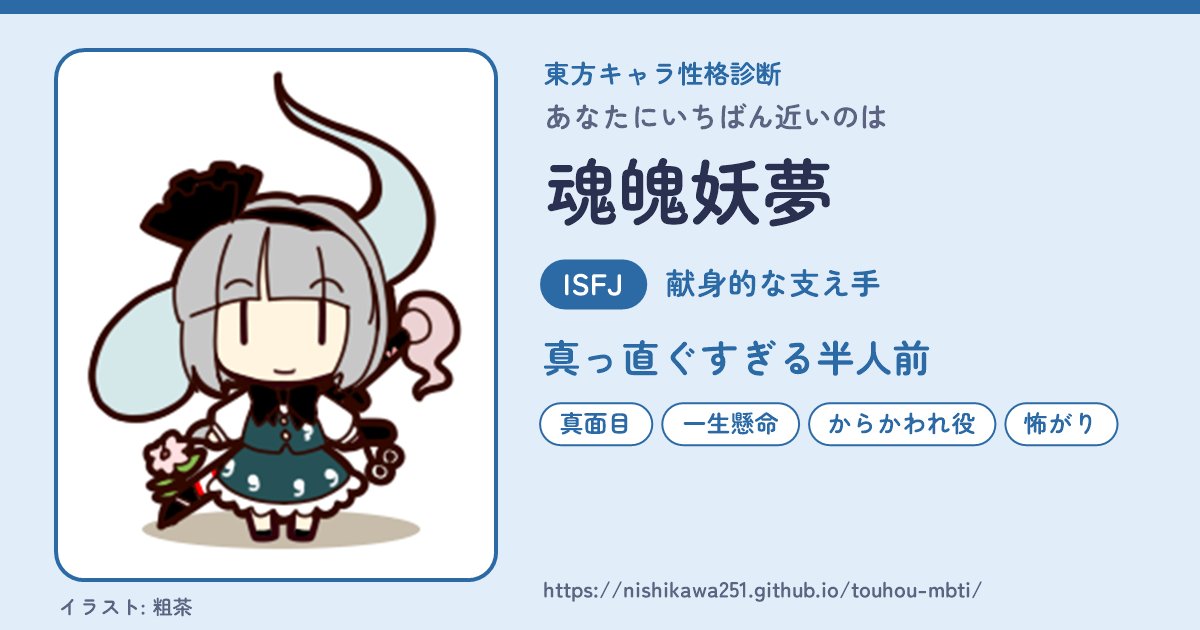 東方キャラ性格診断
あなたにいちばん近いのは
魂魄妖夢
ISFJ 献身的な支え手
真っ直ぐすぎる半人前
真面目 一生懸命 からかわれ役 怖がり
https://nishikawa251.github.io/touhou-mbti/
イラスト: 粗茶